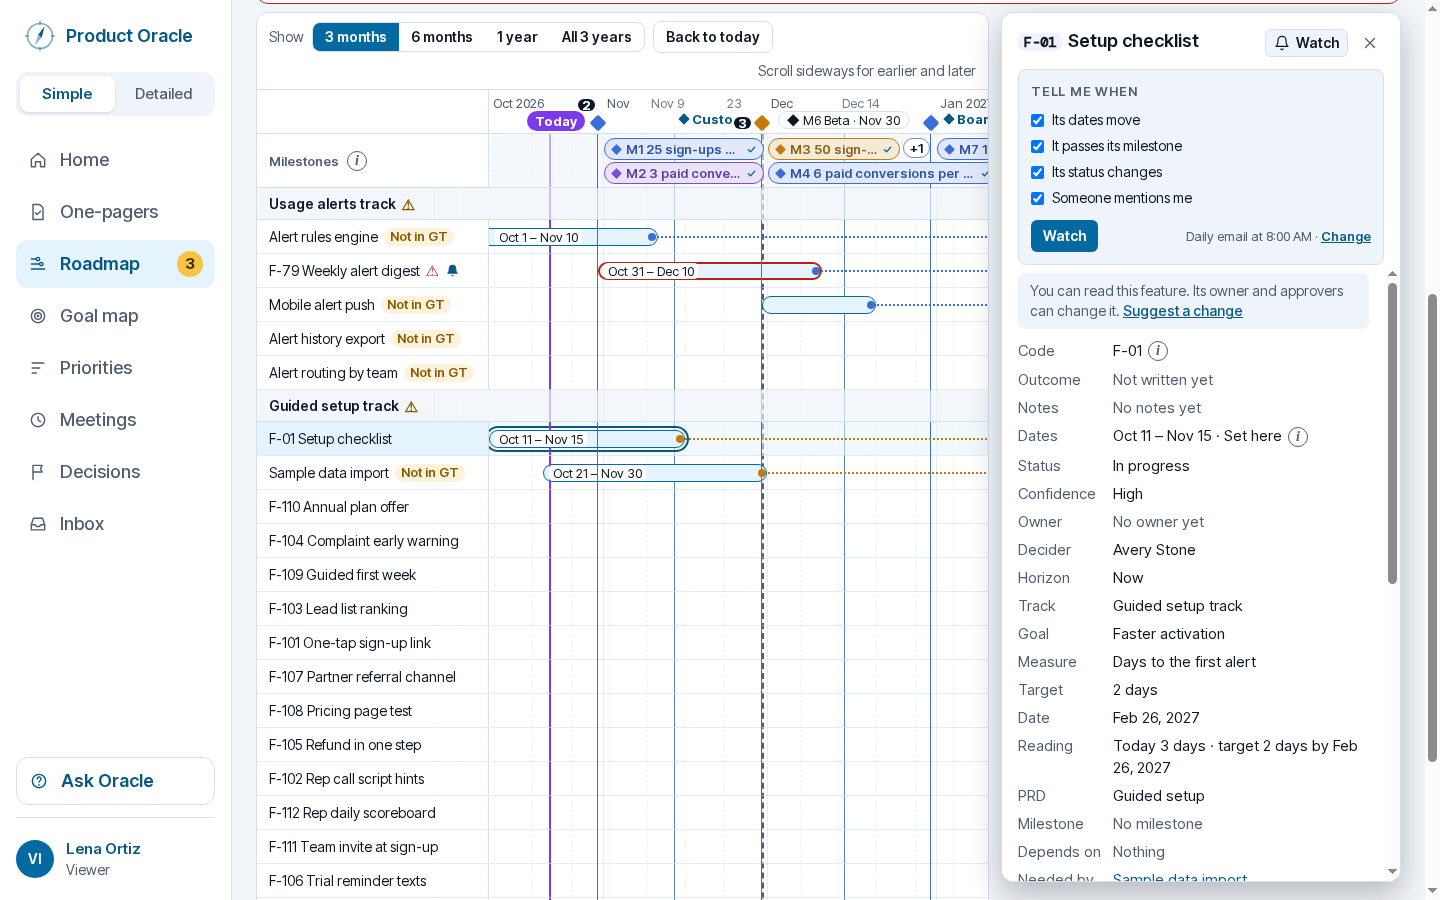 Product Oracle
Simple Detailed
Home
One-pagers
Roadmap 3
Goal map
Priorities
Meetings
Decisions
Inbox
Ask Oracle
VI Lena Ortiz
Viewer
Show 3 months 6 months 1 year All 3 years Back to today
Scroll sideways for earlier and later
Oct 2026 2 Nov Nov 9 23 Dec Dec 14 Jan 2027
Today Custo 3 M6 Beta · Nov 30 Boar
Milestones i
M1 25 sign-ups ... M3 50 sign-... +1 M7 1
M2 3 paid conve... M4 6 paid conversions per ...
Usage alerts track
Alert rules engine Not in GT Oct 1 – Nov 10
F-79 Weekly alert digest Oct 31 – Dec 10
Mobile alert push Not in GT
Alert history export Not in GT
Alert routing by team Not in GT
Guided setup track
F-01 Setup checklist Oct 11 – Nov 15
Sample data import Not in GT Oct 21 – Nov 30
F-110 Annual plan offer
F-104 Complaint early warning
F-109 Guided first week
F-103 Lead list ranking
F-101 One-tap sign-up link
F-107 Partner referral channel
F-108 Pricing page test
F-105 Refund in one step
F-102 Rep call script hints
F-112 Rep daily scoreboard
F-111 Team invite at sign-up
F-106 Trial reminder texts
F-01 Setup checklist Watch
TELL ME WHEN
Its dates move
It passes its milestone
Its status changes
Someone mentions me
Watch Daily email at 8:00 AM · Change
You can read this feature. Its owner and approvers
can change it. Suggest a change
Code F-01 i
Outcome Not written yet
Notes No notes yet
Dates Oct 11 – Nov 15 · Set here i
Status In progress
Confidence High
Owner No owner yet
Decider Avery Stone
Horizon Now
Track Guided setup track
Goal Faster activation
Measure Days to the first alert
Target 2 days
Date Feb 26, 2027
Reading Today 3 days · target 2 days by Feb
26, 2027
PRD Guided setup
Milestone No milestone
Depends on Nothing
Needed by Sample data import